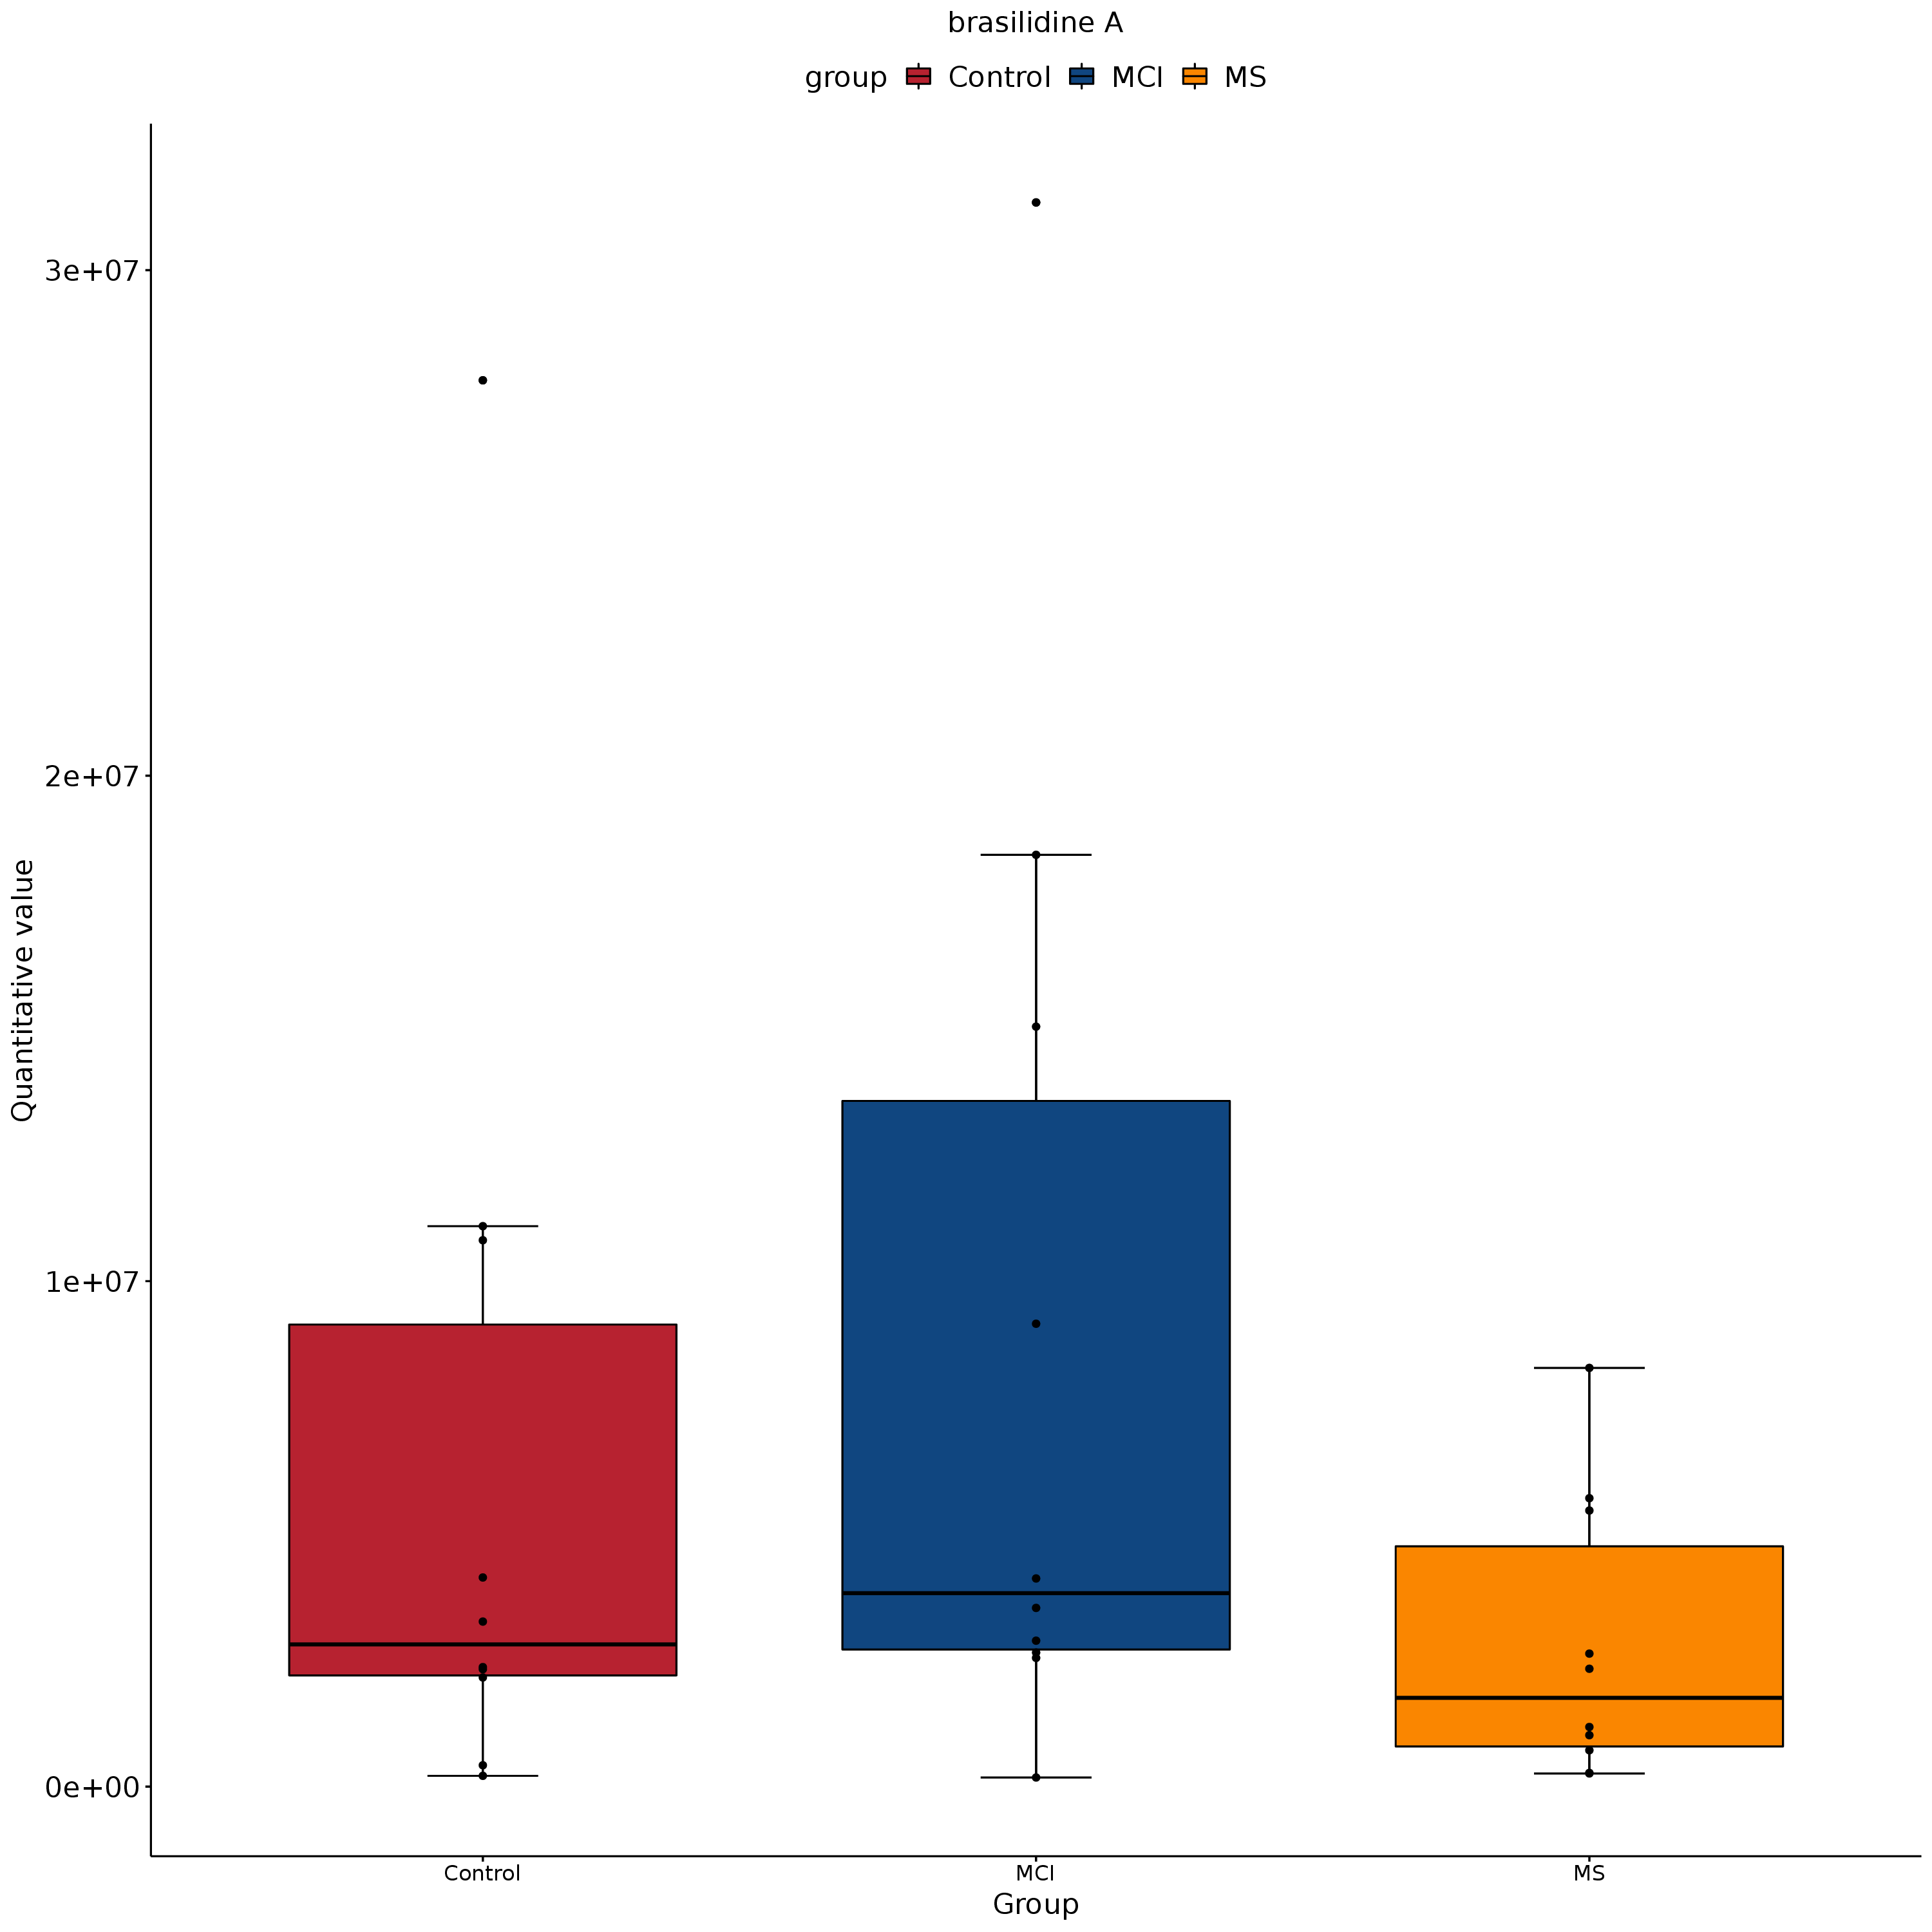 brasilidine A
group Control MCI MS
3e+07
2e+07
1e+07
0e+00
Quantitative value
Control MCI MS
Group